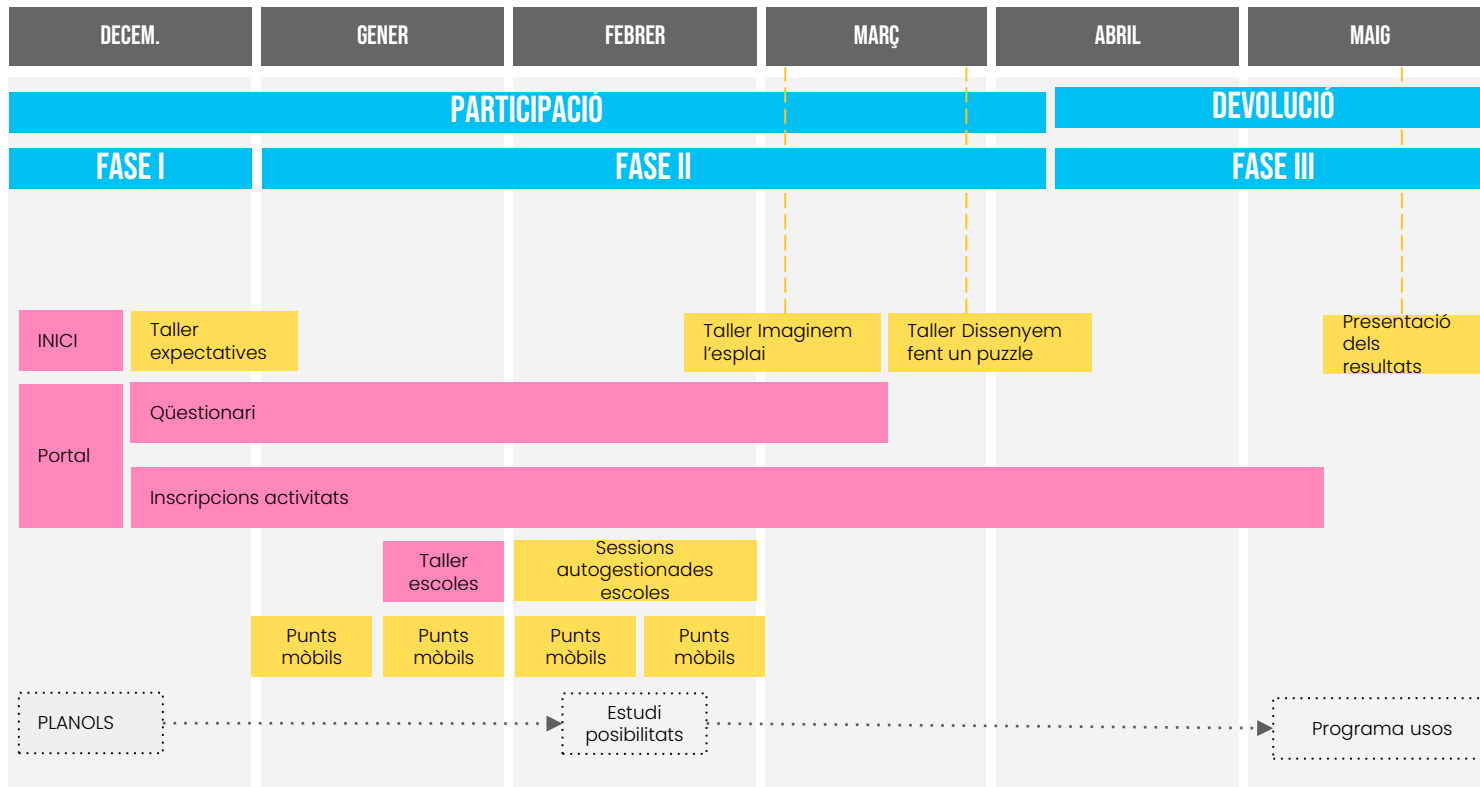 DECEM.
GENER
FEBRER
MARÇ
ABRIL
MAIG
PARTICIPACIÓ
DEVOLUCIÓ
FASE I
FASE II
FASE III
INICI
Taller
expectatives
Taller Imaginem
l'esplai
Taller Dissenyem
fent un puzzle
Presentació
dels
resultats
Portal
Qüestionari
Inscripcions activitats
Taller
escoles
Sessions
autogestionades
escoles
Punts
mòbils
Punts
mòbils
Punts
mòbils
Punts
mòbils
PLANOLS
Estudi
posibilitats
Programa usos